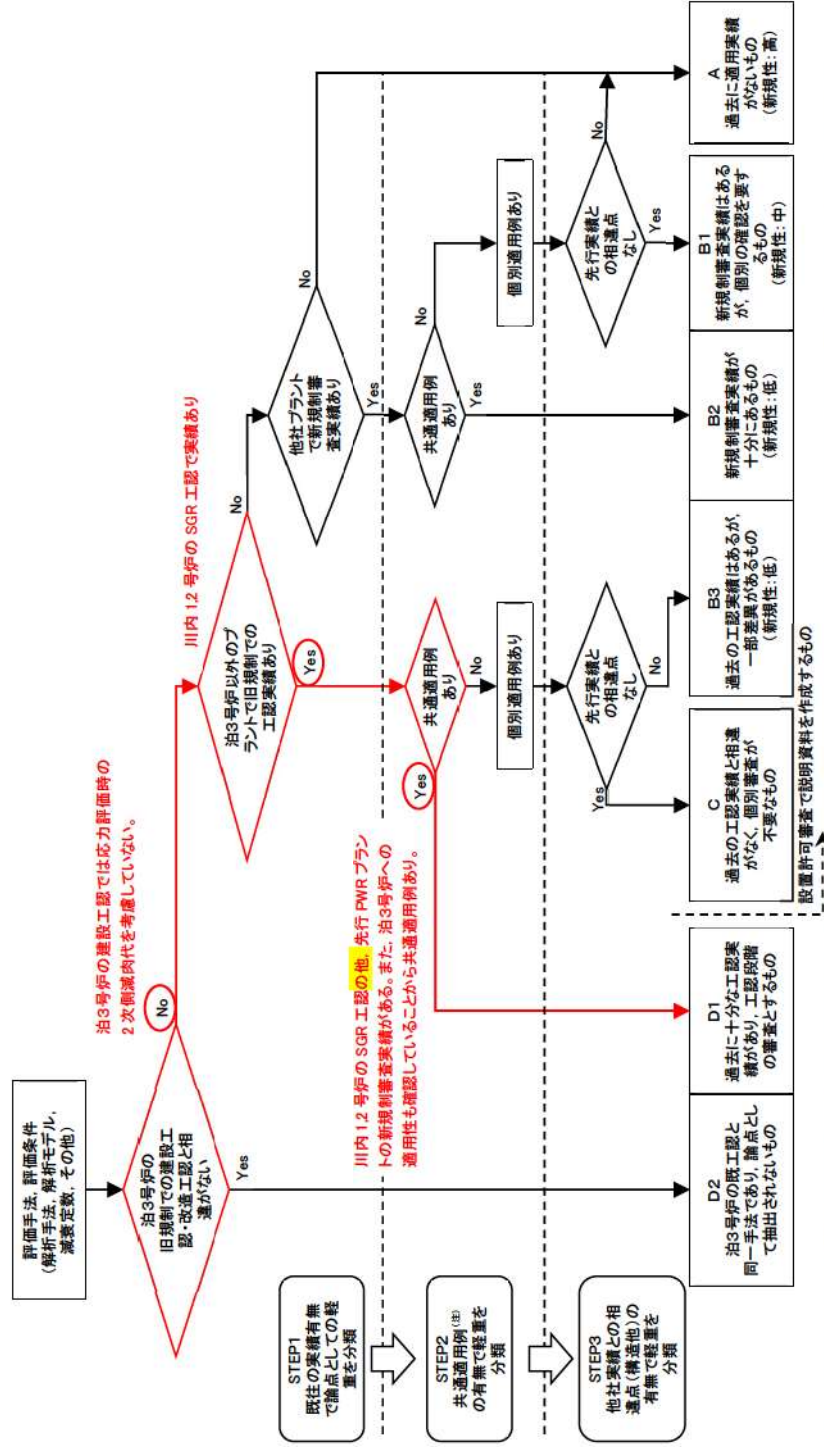 評価手法，評価条件
(解析手法，解析モデル，
減衰定数，その他)
泊3号炉の
旧規制での建設工
認・改造工認と相
違がない
No
Yes
泊3号炉の建設工認では応力評価時の
2次側減肉代を考慮していない。
泊3号炉以外のプ
ラントで旧規制での
工認実績あり
No
Yes
川内1,2号炉のSGR工認で実績あり
他社プラント
で新規制審
査実績あり
No
Yes
STEP1
既往の実績有無
で論点としての軽
重を分類
川内1,2号炉のSGR工認の他，先行PWRプラン
トの新規制審査実績がある。また，泊3号炉への
適用性も確認していることから共通適用例あり。
共通適用例
あり
Yes
No
個別適用例あり
共通適用例
あり
No
Yes
個別適用例あり
STEP2
共通適用例(注)
の有無で軽重を
分類
先行実績と
の相違点
なし
Yes
No
先行実績と
の相違点
なし
No
Yes
STEP3
他社実績との相
違点(構造他)の
有無で軽重を
分類
D2
泊3号炉の既工認と
同一手法であり，論点とし
て抽出されないもの
D1
過去に十分な工認実
績があり，工認段階
の審査とするもの
C
過去の工認実績と相違
がなく，個別審査が
不要なもの
B3
過去の工認実績はあるが，
一部差異があるもの
(新規性：低)
B2
新規制審査実績が
十分にあるもの
(新規性：低)
B1
新規制審査実績はある
が，個別の確認を要す
るもの
(新規性：中)
A
過去に適用実績
がないもの
(新規性：高)
設置許可審査で説明資料を作成するもの